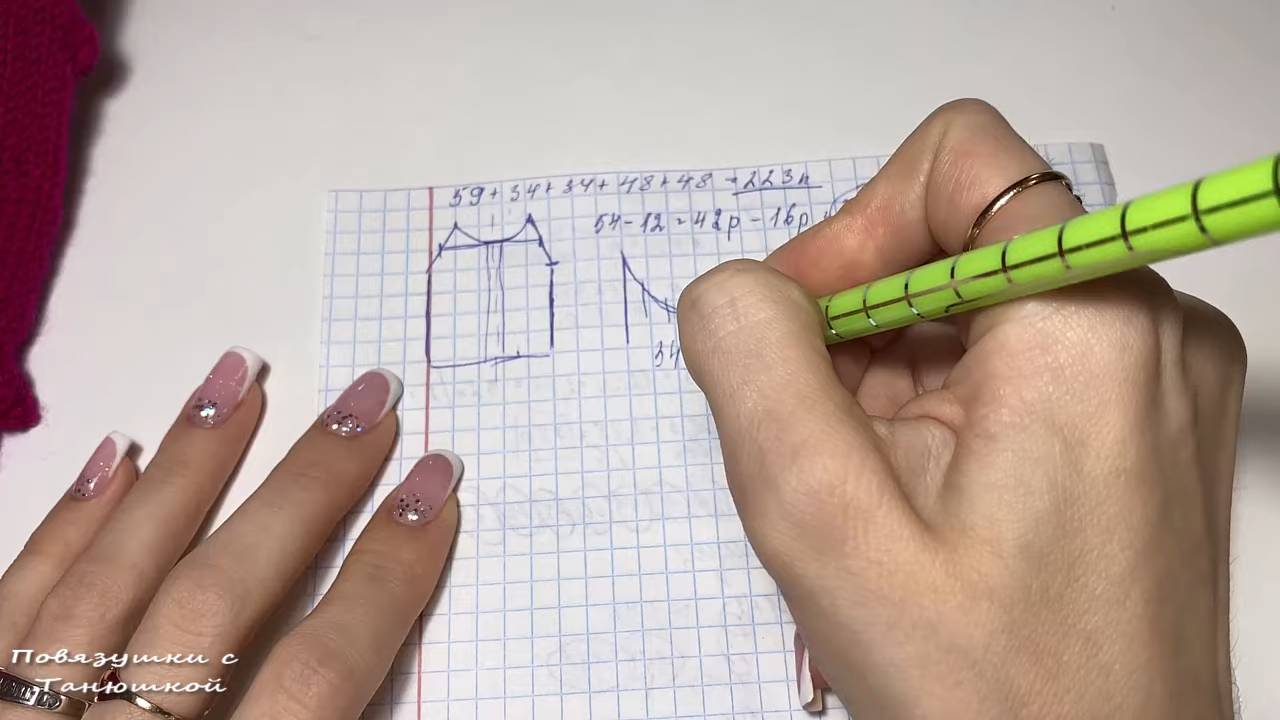 59+34+34+48+48 = 223п
54-12=42р-16р
34
Повязушки с
Танюшкой